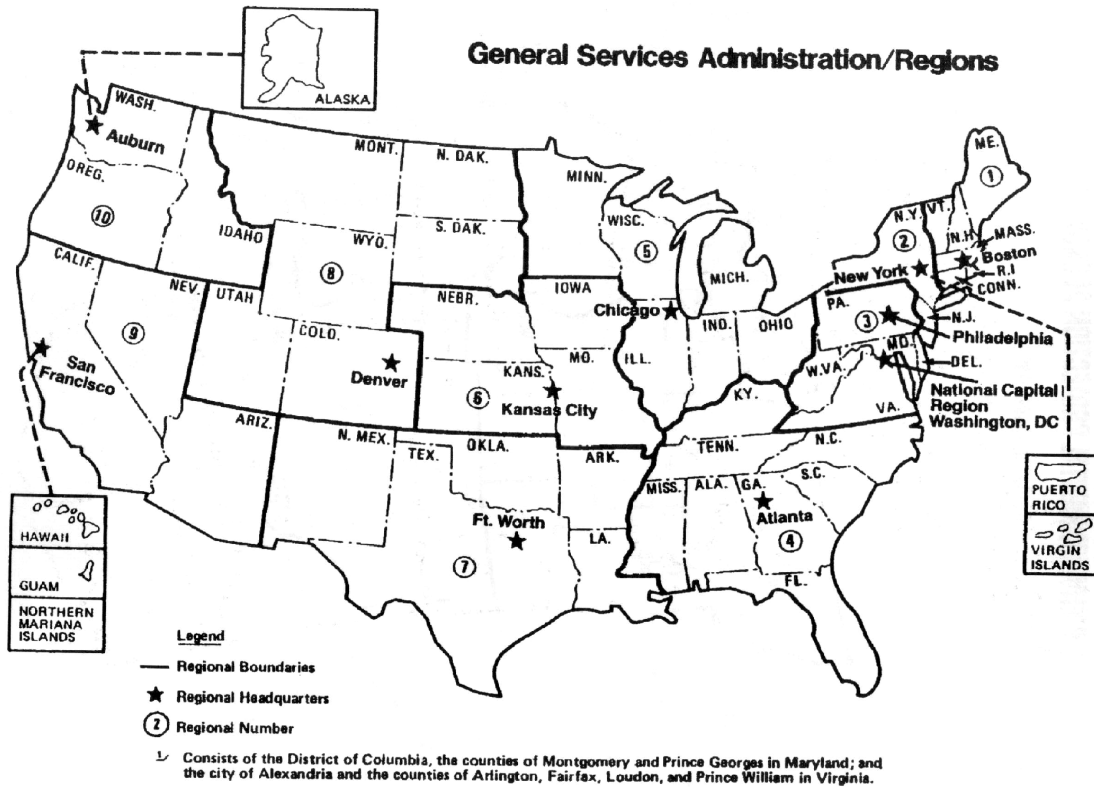 General Services Administration/Regions
ALASKA
WASH.
Auburn
OREG.
10
IDAHO
MONT.
N. DAK.
S. DAK.
WYO.
8
MINN.
WISC.
5
MICH.
ME.
1
N.Y.
VT.
2
N.H.
MASS.
Boston
New York
R.I
CONN.
CALIF.
NEV.
UTAH
9
San
Francisco
COLO.
Denver
NEBR.
IOWA
Chicago
IND.
OHIO
ILL.
MO.
KANS.
6
Kansas City
PA.
3
N.J.
Philadelphia
MD.
DEL.
W.VA.
VA.
National Capital
Region
Washington, DC
KY.
ARIZ.
N. MEX.
TEX.
OKLA.
ARK.
TENN.
N.C.
S.C.
MISS.
ALA.
GA.
Atlanta
4
Ft. Worth
7
LA.
FL.
HAWAII
GUAM
NORTHERN
MARIANA
ISLANDS
PUERTO
RICO
VIRGIN
ISLANDS
Legend
Regional Boundaries
Regional Headquarters
2 Regional Number
1/ Consists of the District of Columbia, the counties of Montgomery and Prince Georges in Maryland; and
the city of Alexandria and the counties of Arlington, Fairfax, Loudon, and Prince William in Virginia.